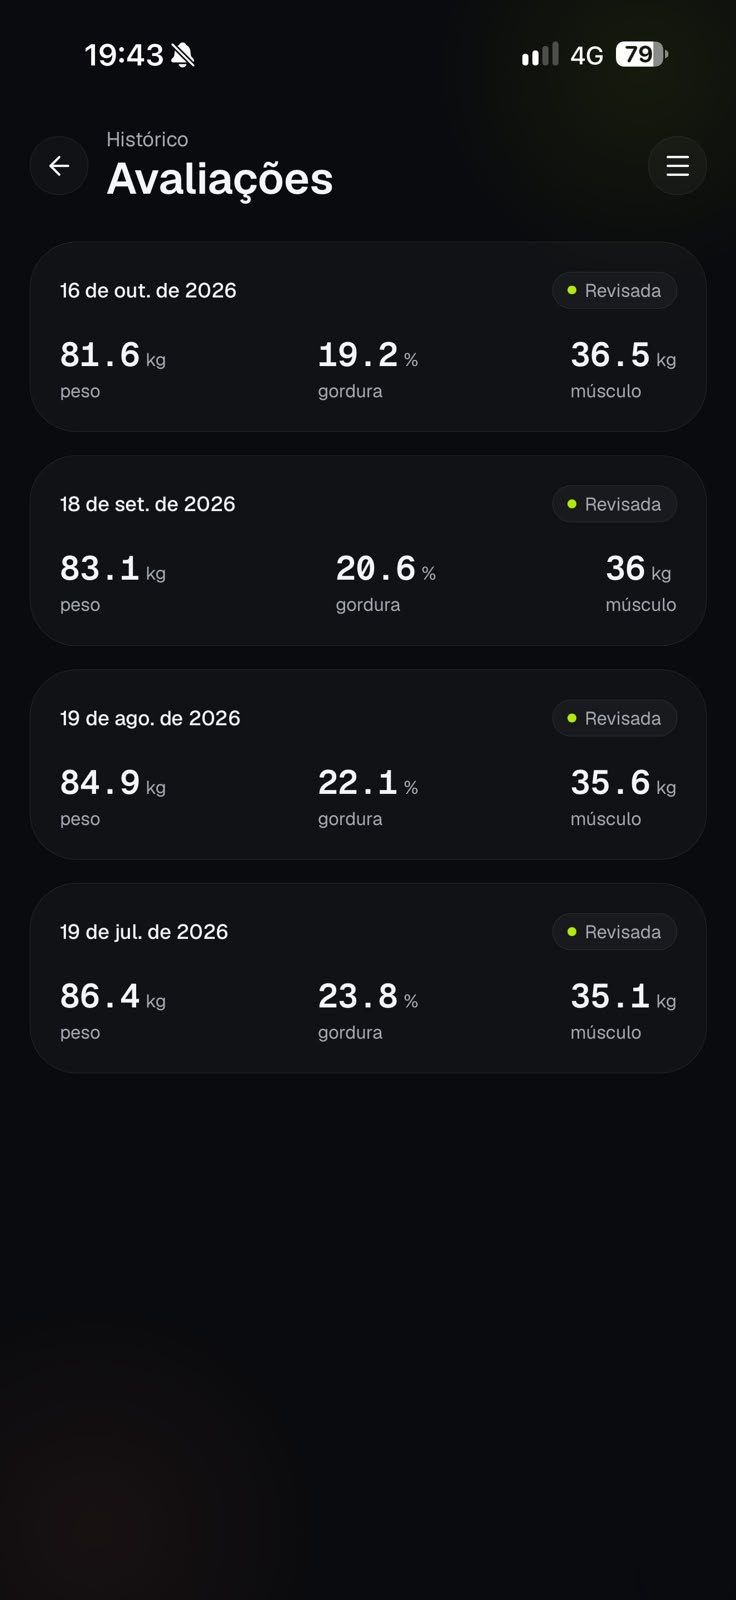 19:43 4G 79
Histórico
Avaliações
16 de out. de 2026 Revisada
81.6 kg 19.2 % 36.5 kg
peso gordura músculo
18 de set. de 2026 Revisada
83.1 kg 20.6 % 36 kg
peso gordura músculo
19 de ago. de 2026 Revisada
84.9 kg 22.1 % 35.6 kg
peso gordura músculo
19 de jul. de 2026 Revisada
86.4 kg 23.8 % 35.1 kg
peso gordura músculo